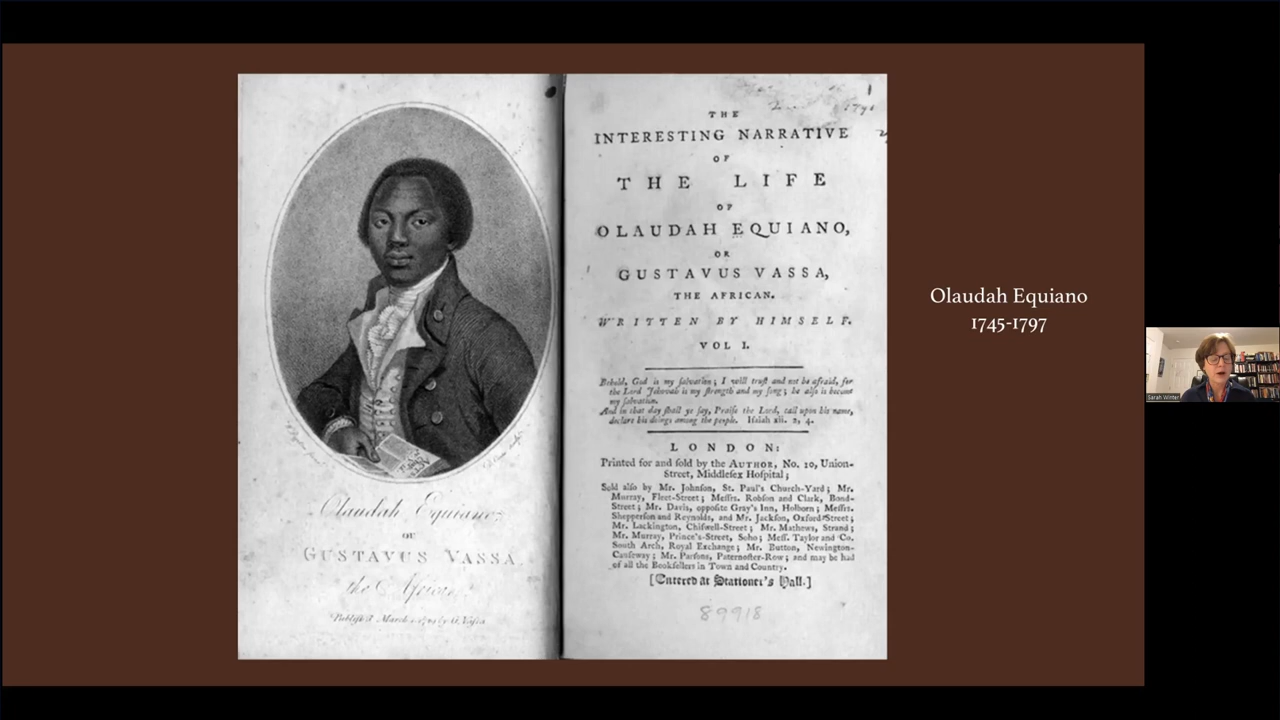 Olaudah Equiano;
or
GUSTAVUS VASSA,
the African.
Publish'd March
by G. Vassa
THE
INTERESTING NARRATIVE
OF
THE LIFE
OF
OLAUDAH EQUIANO,
OR
GUSTAVUS VASSA,
THE AFRICAN.
WRITTEN BY HIMSELF.
VOL I.
Behold, God is my salvation; I will trust and not be afraid, for
the Lord Jehovah is my strength and my song; he also is become
my salvation.
And in that day shall ye say, Praise the Lord, call upon his name,
declare his doings among the people. Isaiah xii. 2, 4.
LONDON:
Printed for and sold by the AUTHOR, No. 10, Union-
Street, Middlesex Hospital;
Sold also by Mr. Johnson, St. Paul's Church-Yard; Mr.
Murray, Fleet-Street; Messrs. Robson and Clark, Bond-
Street; Mr. Davis, opposite Gray's Inn, Holborn; Messrs.
Shepperson and Reynolds, and Mr. Jackson, Oxford-Street;
Mr. Lackington, Chiswell-Street; Mr. Mathews, Strand;
Mr. Murray, Prince's-Street, Soho; Mess. Taylor and Co.
South Arch, Royal Exchange; Mr. Button, Newington-
Causeway; Mr. Parsons, Paternoster-Row; and may be had
of all the Booksellers in Town and Country.
[Entered at Stationer's Hall.]
89918
Olaudah Equiano
1745-1797
Sarah Winter